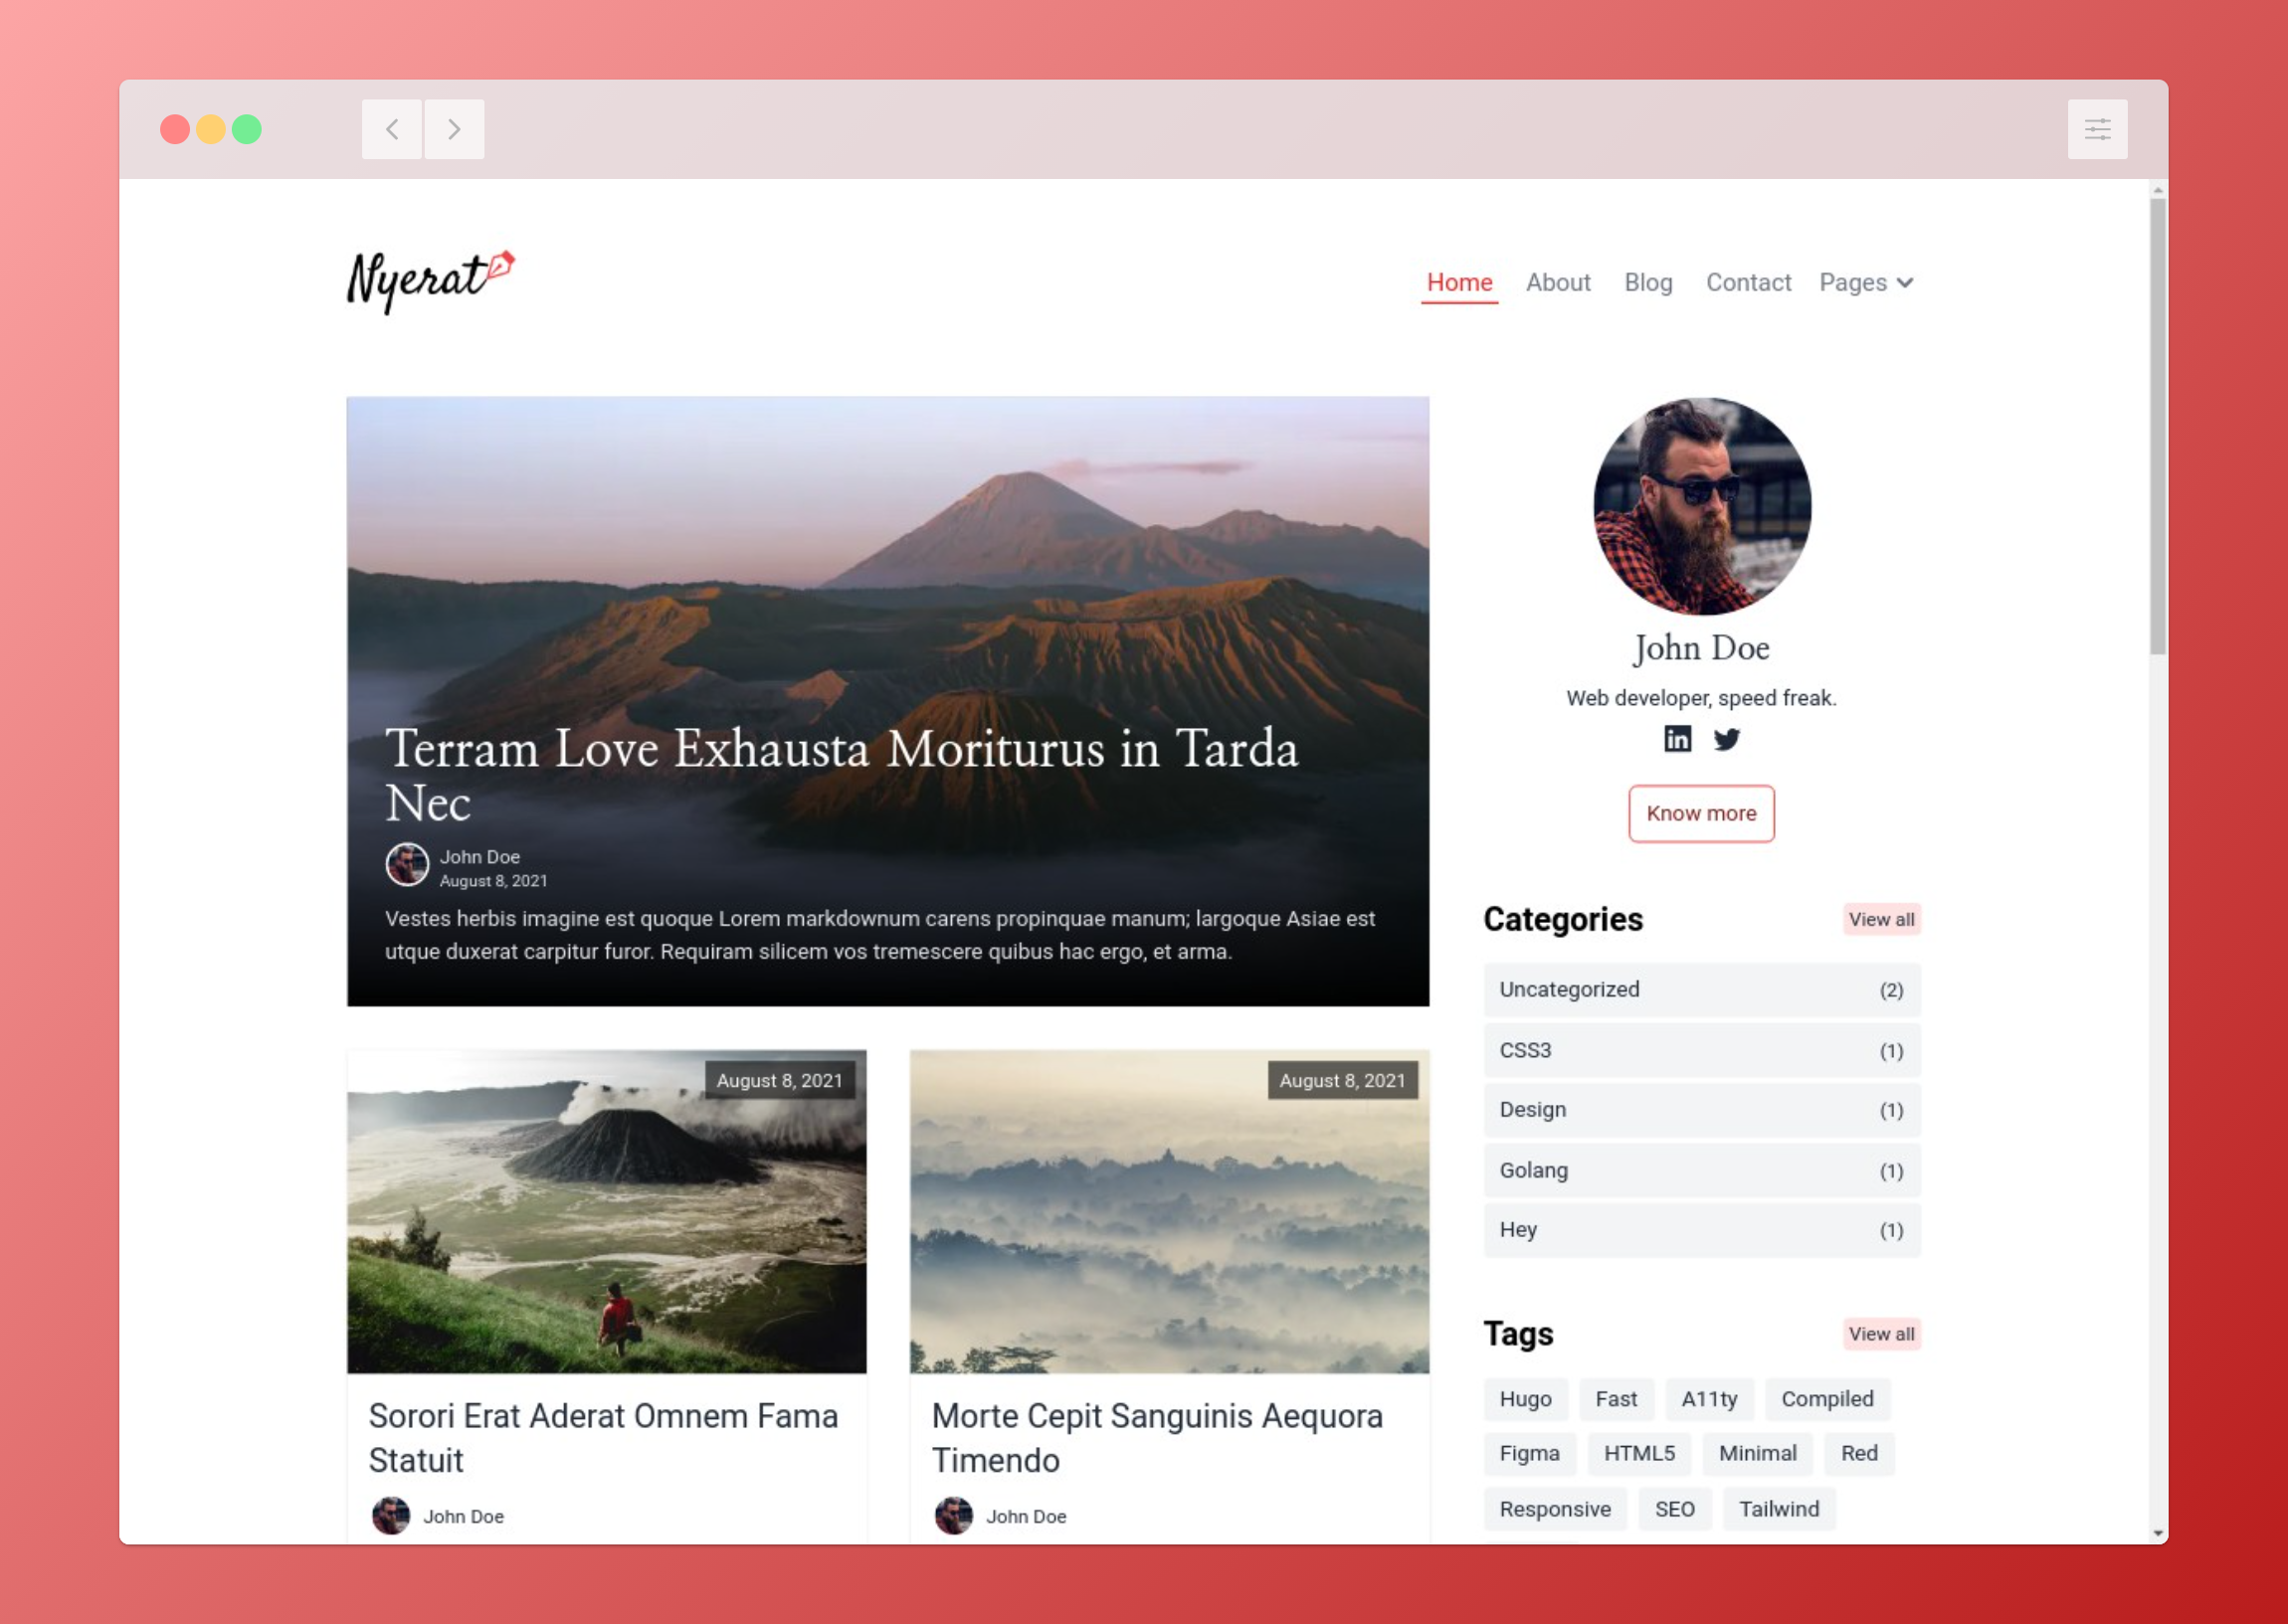 Nyerat
Home About Blog Contact Pages
Terram Love Exhausta Moriturus in Tarda
Nec
John Doe
August 8, 2021
Vestes herbis imagine est quoque Lorem markdownum carens propinquae manum; largoque Asiae est
utque duxerat carpitur furor. Requiram silicem vos tremescere quibus hac ergo, et arma.
August 8, 2021
Sorori Erat Aderat Omnem Fama
Statuit
John Doe
August 8, 2021
Morte Cepit Sanguinis Aequora
Timendo
John Doe
John Doe
Web developer, speed freak.
in
Know more
Categories View all
Uncategorized (2)
CSS3 (1)
Design (1)
Golang (1)
Hey (1)
Tags View all
Hugo Fast A11ty Compiled
Figma HTML5 Minimal Red
Responsive SEO Tailwind